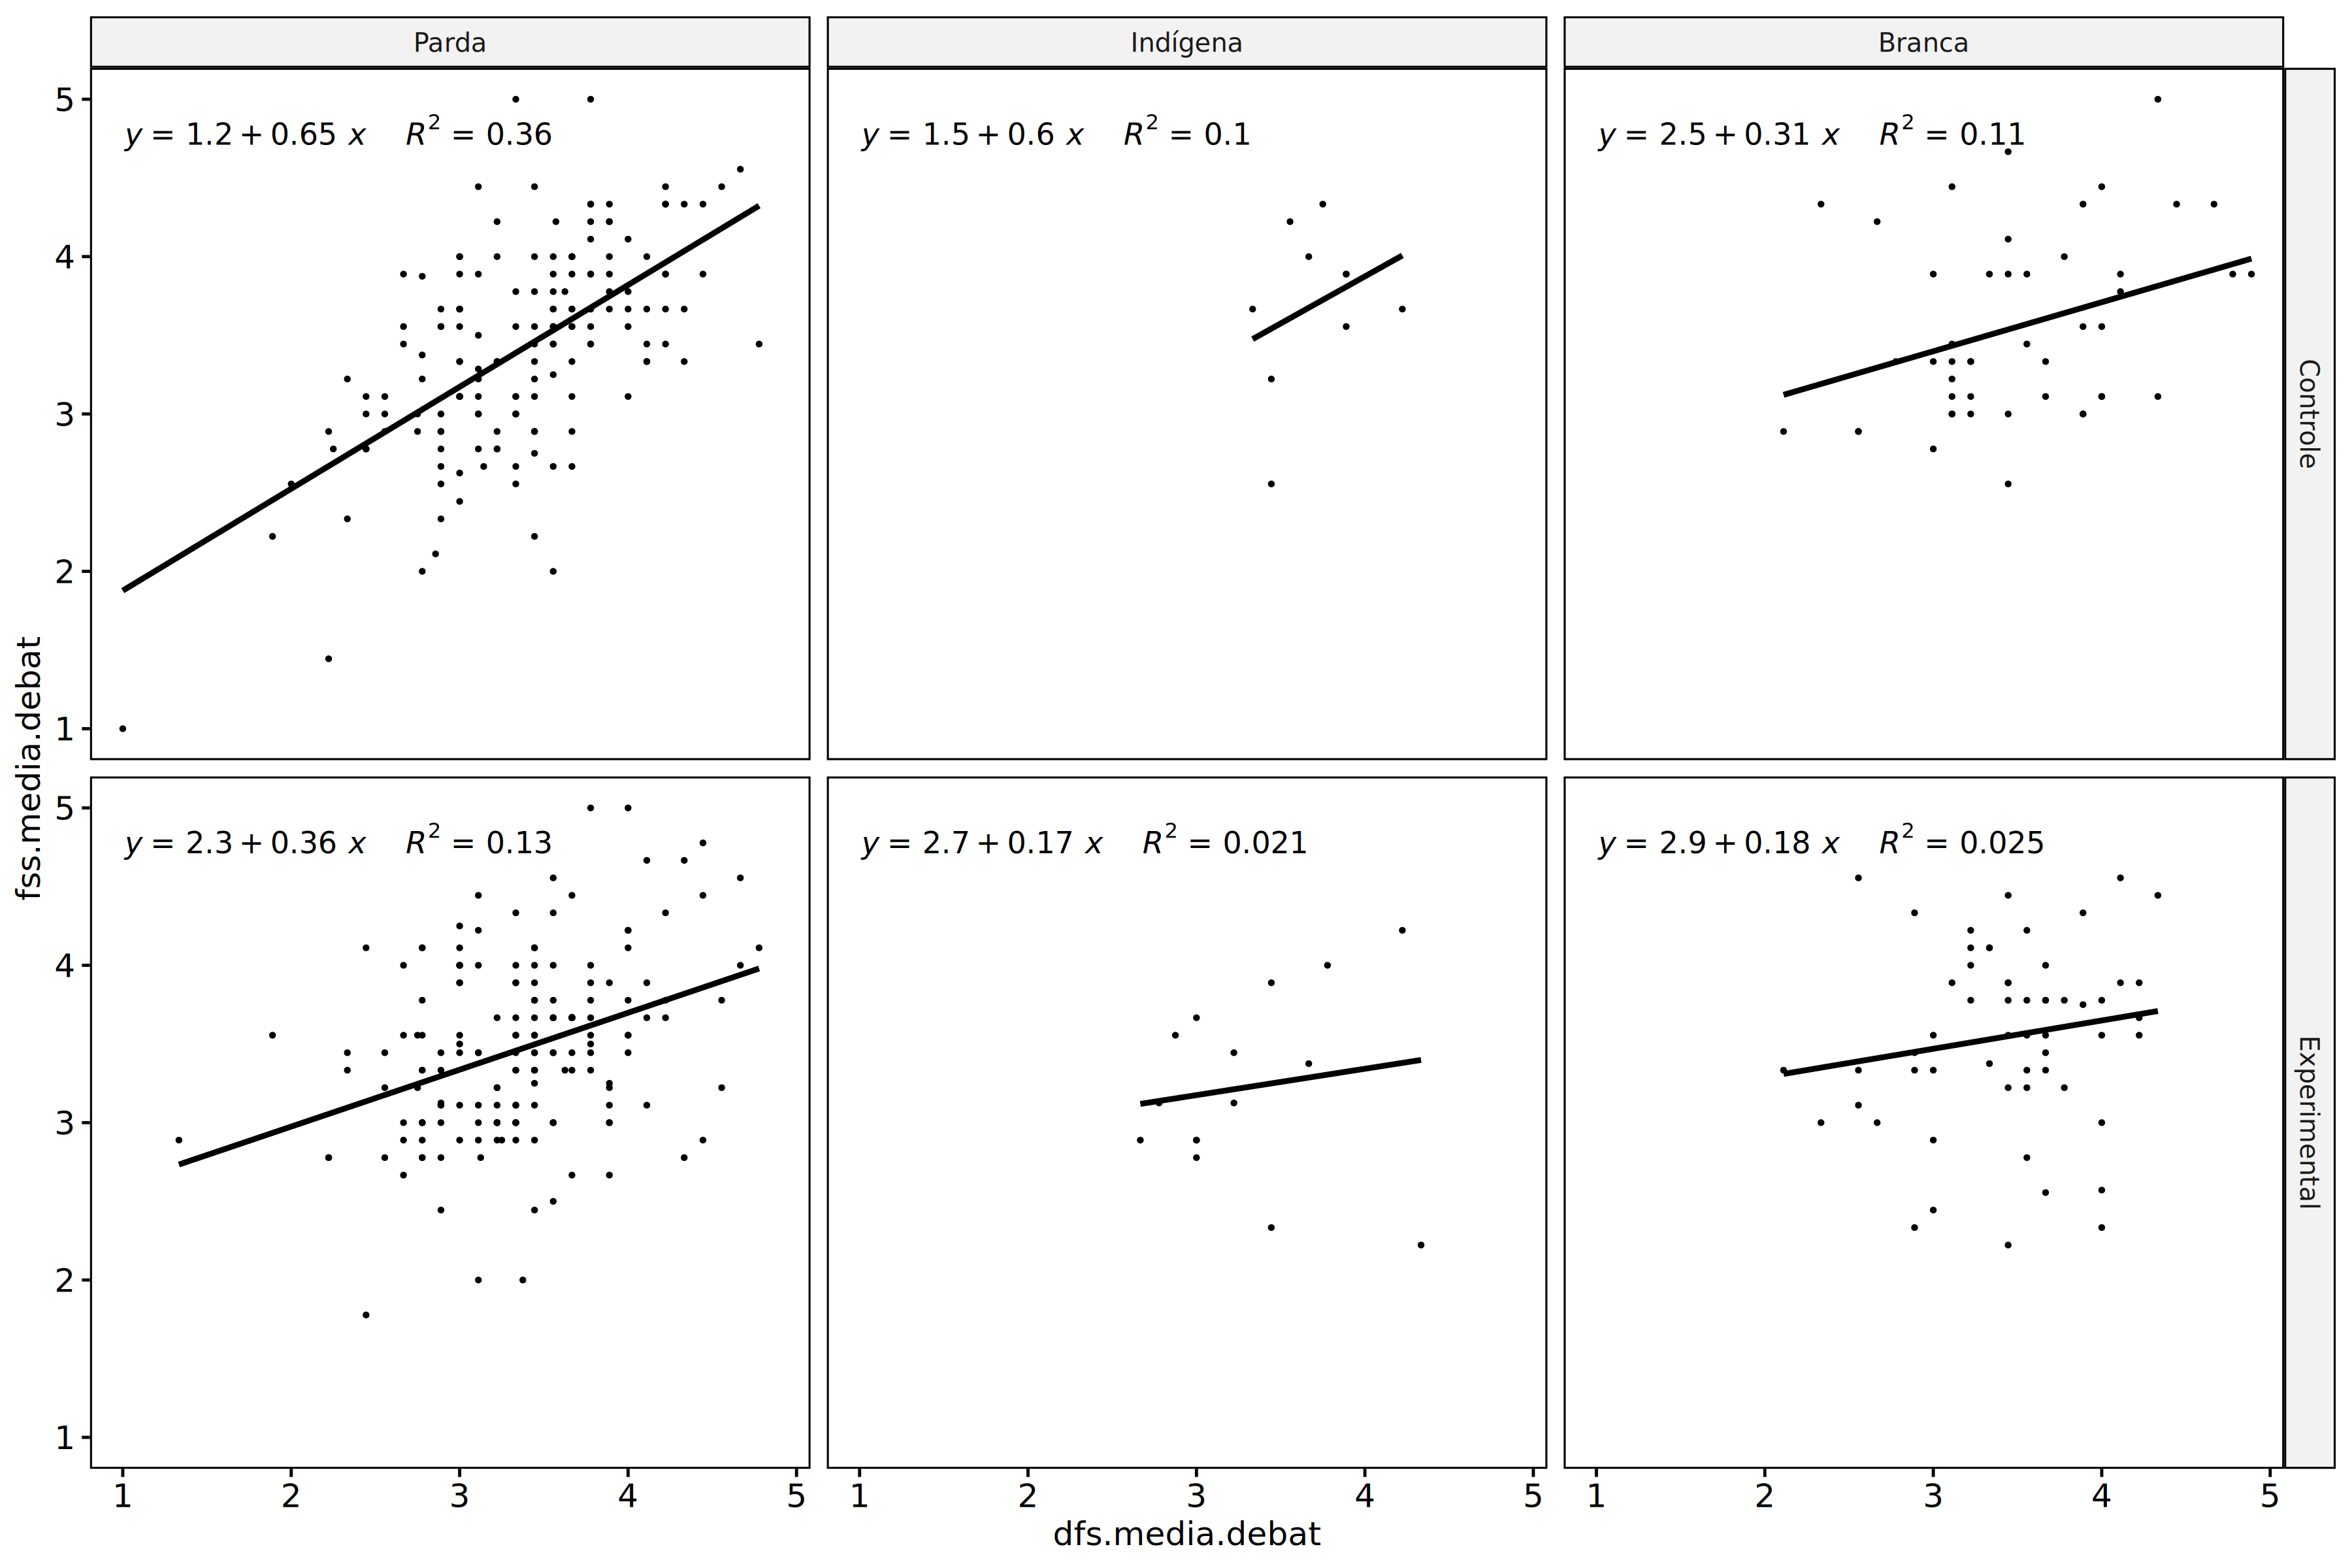 Parda Indígena Branca
y = 1.2 + 0.65 x R² = 0.36
y = 1.5 + 0.6 x R² = 0.1
y = 2.5 + 0.31 x R² = 0.11
5
4
3
2
1
Controle
y = 2.3 + 0.36 x R² = 0.13
y = 2.7 + 0.17 x R² = 0.021
y = 2.9 + 0.18 x R² = 0.025
5
4
3
2
1
Experimental
fss.media.debat
1 2 3 4 5 1 2 3 4 5 1 2 3 4 5
dfs.media.debat